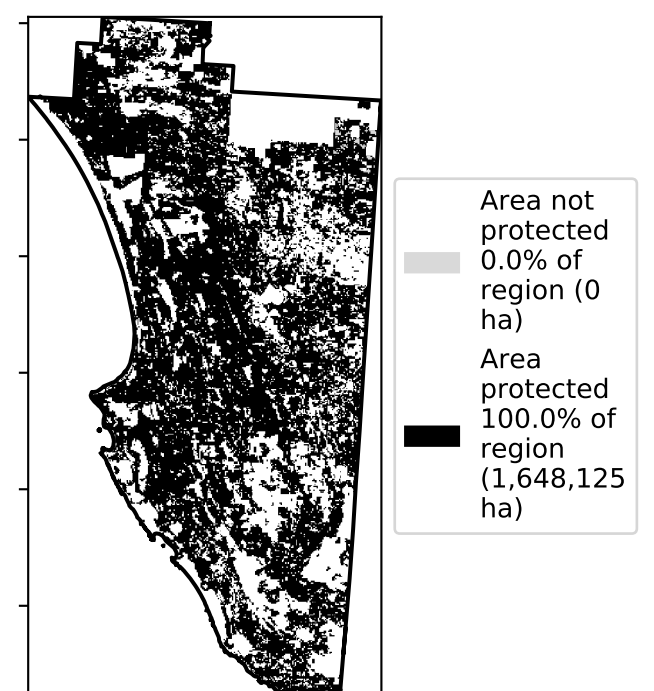 Area not
protected
0.0% of
region (0
ha)
Area
protected
100.0% of
region
(1,648,125
ha)